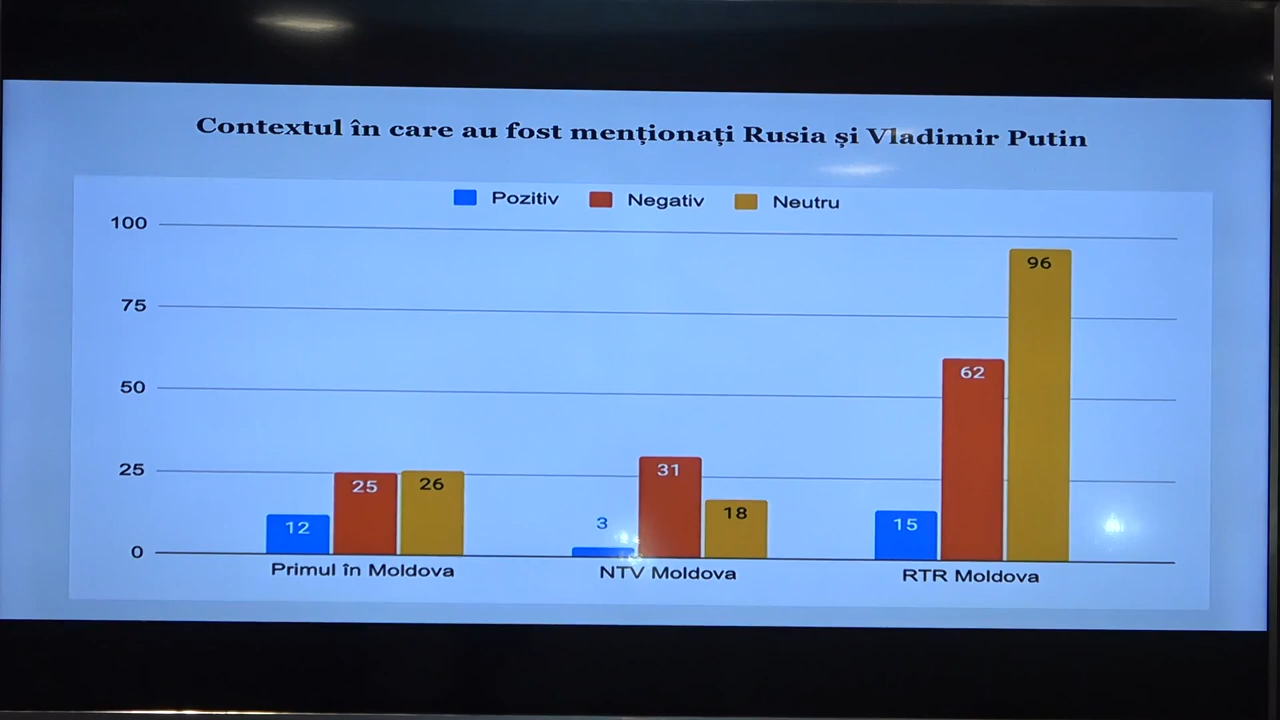 Contextul în care au fost menționați Rusia și Vladimir Putin
Pozitiv Negativ Neutru
100
75
50
25
0
12 25 26
3 31 18
15 62 96
Primul în Moldova NTV Moldova RTR Moldova